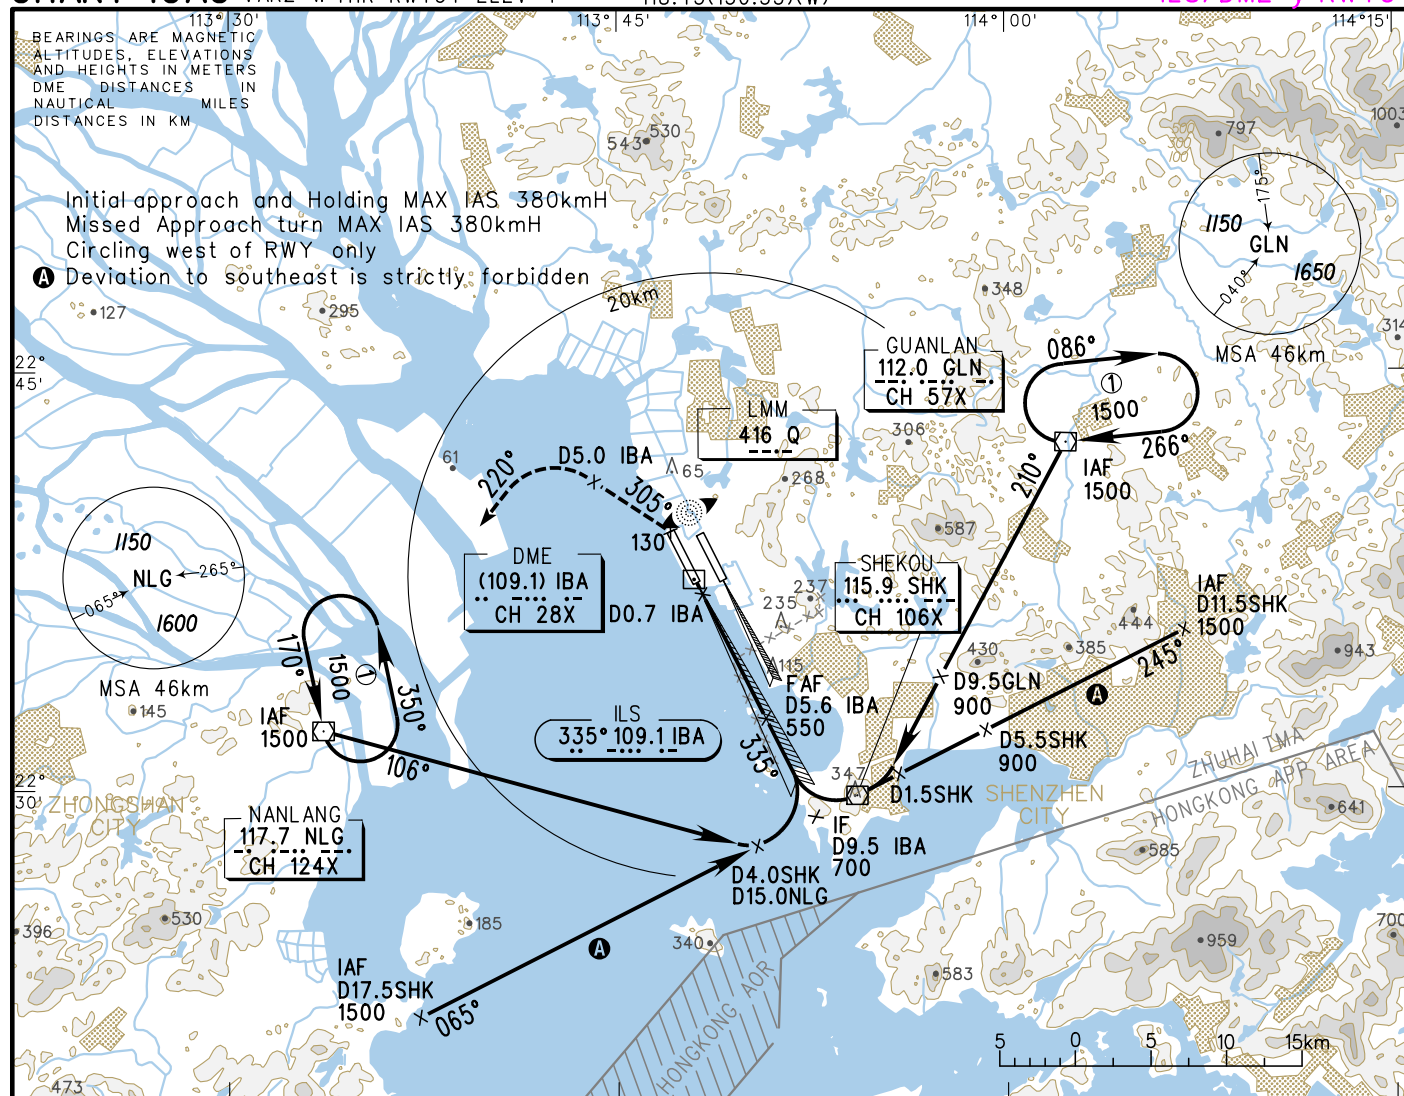 113°30'
113°45'
114°00'
114°15'
BEARINGS ARE MAGNETIC
ALTITUDES, ELEVATIONS
AND HEIGHTS IN METERS
DME DISTANCES IN
NAUTICAL MILES
DISTANCES IN KM
Initial approach and Holding MAX IAS 380kmH
Missed Approach turn MAX IAS 380kmH
Circling west of RWY only
A Deviation to southeast is strictly forbidden
543
530
797
1003
500
300
100
175°
1150
GLN
1650
040°
MSA 46km
127
295
348
314
20km
22°
45'
GUANLAN
112.0 GLN
CH 57X
086°
1
1500
266°
IAF
1500
210°
LMM
416 Q
306
61
D5.0 IBA
65
268
220°
305°
130
587
1150
NLG
265°
065°
1600
MSA 46km
145
DME
(109.1) IBA
CH 28X
D0.7 IBA
237
235
115
SHEKOU
115.9 SHK
CH 106X
IAF
D11.5SHK
1500
444
385
430
943
245°
A
D9.5GLN
900
D5.5SHK
900
170°
1500
1
350°
IAF
1500
106°
ILS
335° 109.1 IBA
FAF
D5.6 IBA
550
335°
347
D1.5SHK
ZHUHAI TMA
HONGKONG APP AREA
22°
30'
ZHONGSHAN
CITY
SHENZHEN
CITY
641
585
NANLANG
117.7 NLG
CH 124X
IF
D9.5 IBA
700
D4.0SHK
D15.0NLG
530
396
185
340
959
700
583
A
IAF
D17.5SHK
1500
065°
HONGKONG AOR
473
5 0 5 10 15km